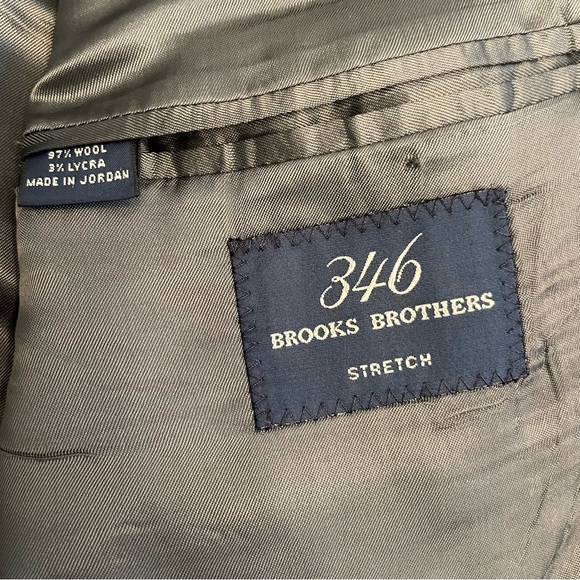 97% WOOL
3% LYCRA
MADE IN JORDAN
346
BROOKS BROTHERS
STRETCH